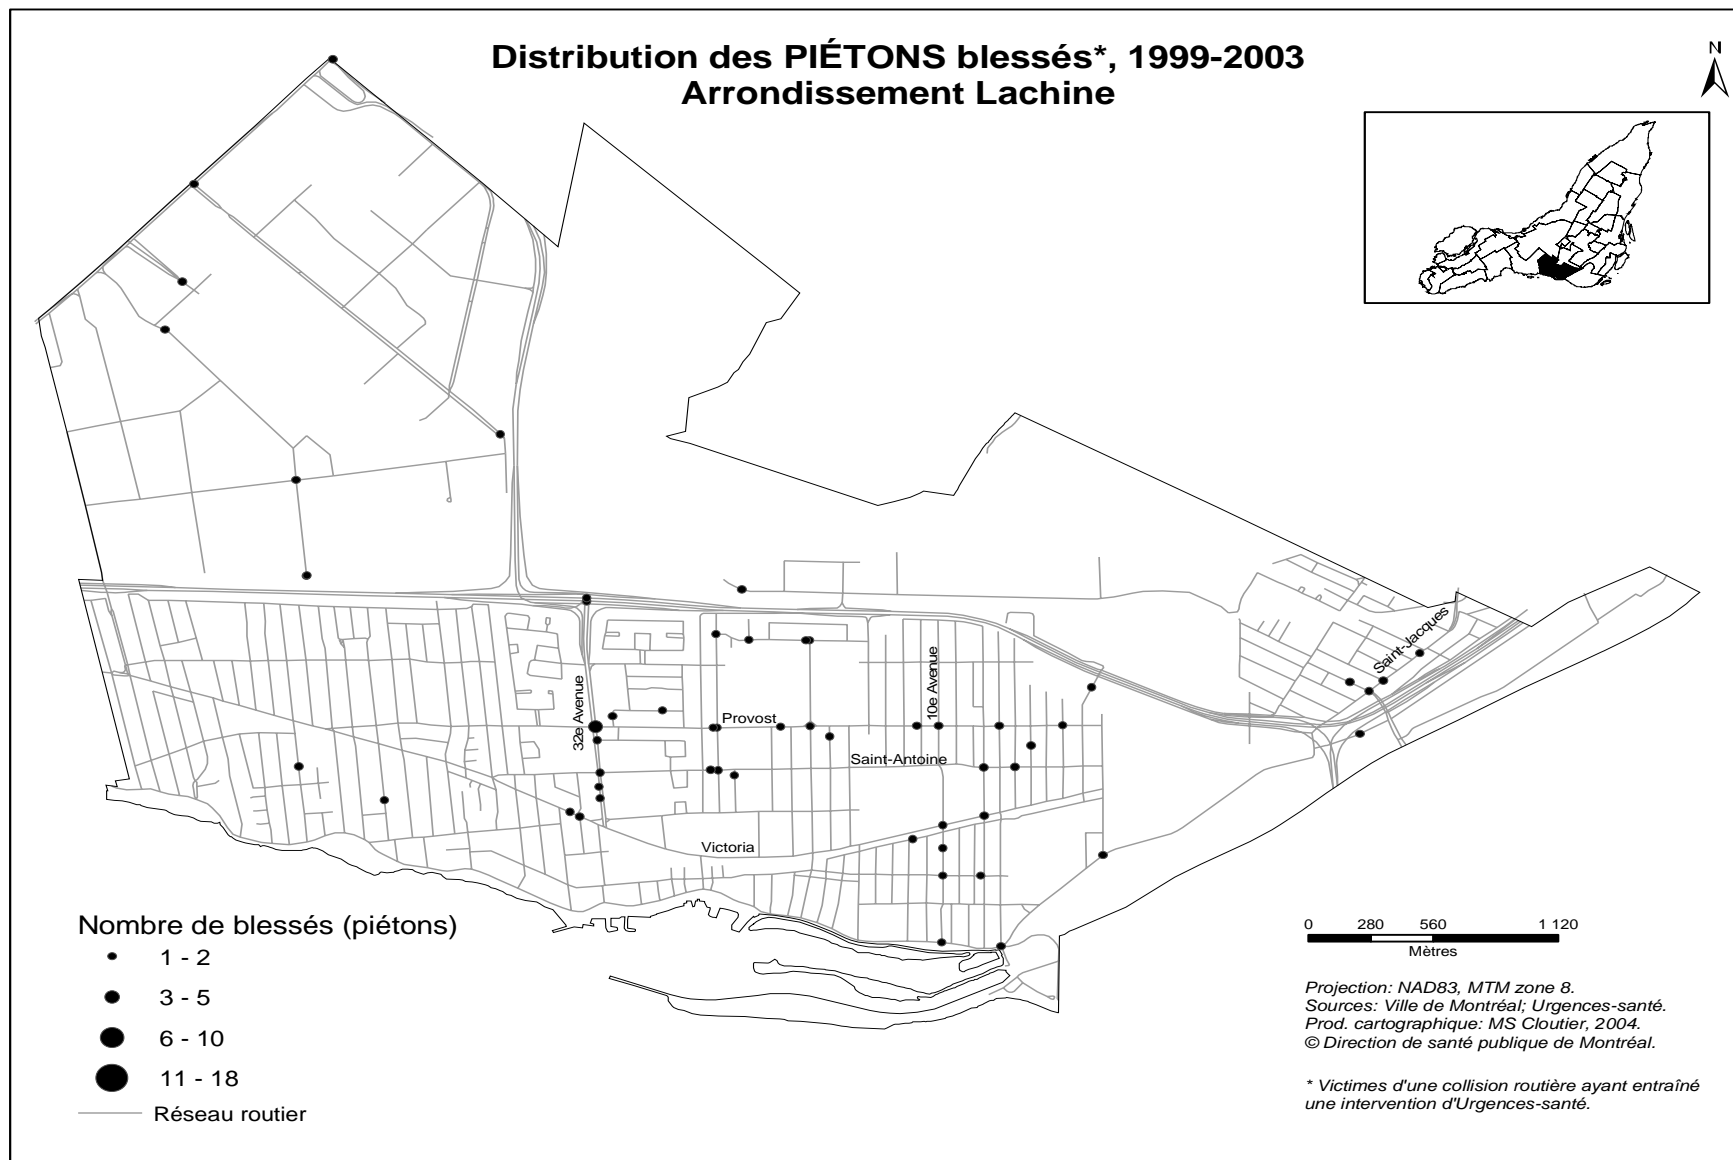 Distribution des PIÉTONS blessés*, 1999-2003
Arrondissement Lachine
N
Saint-Jacques
32e Avenue
10e Avenue
Provost
Saint-Antoine
Victoria
Nombre de blessés (piétons)
1 - 2
3 - 5
6 - 10
11 - 18
Réseau routier
0 280 560 1 120
Mètres
Projection: NAD83, MTM zone 8.
Sources: Ville de Montréal; Urgences-santé.
Prod. cartographique: MS Cloutier, 2004.
© Direction de santé publique de Montréal.
* Victimes d'une collision routière ayant entraîné
une intervention d'Urgences-santé.